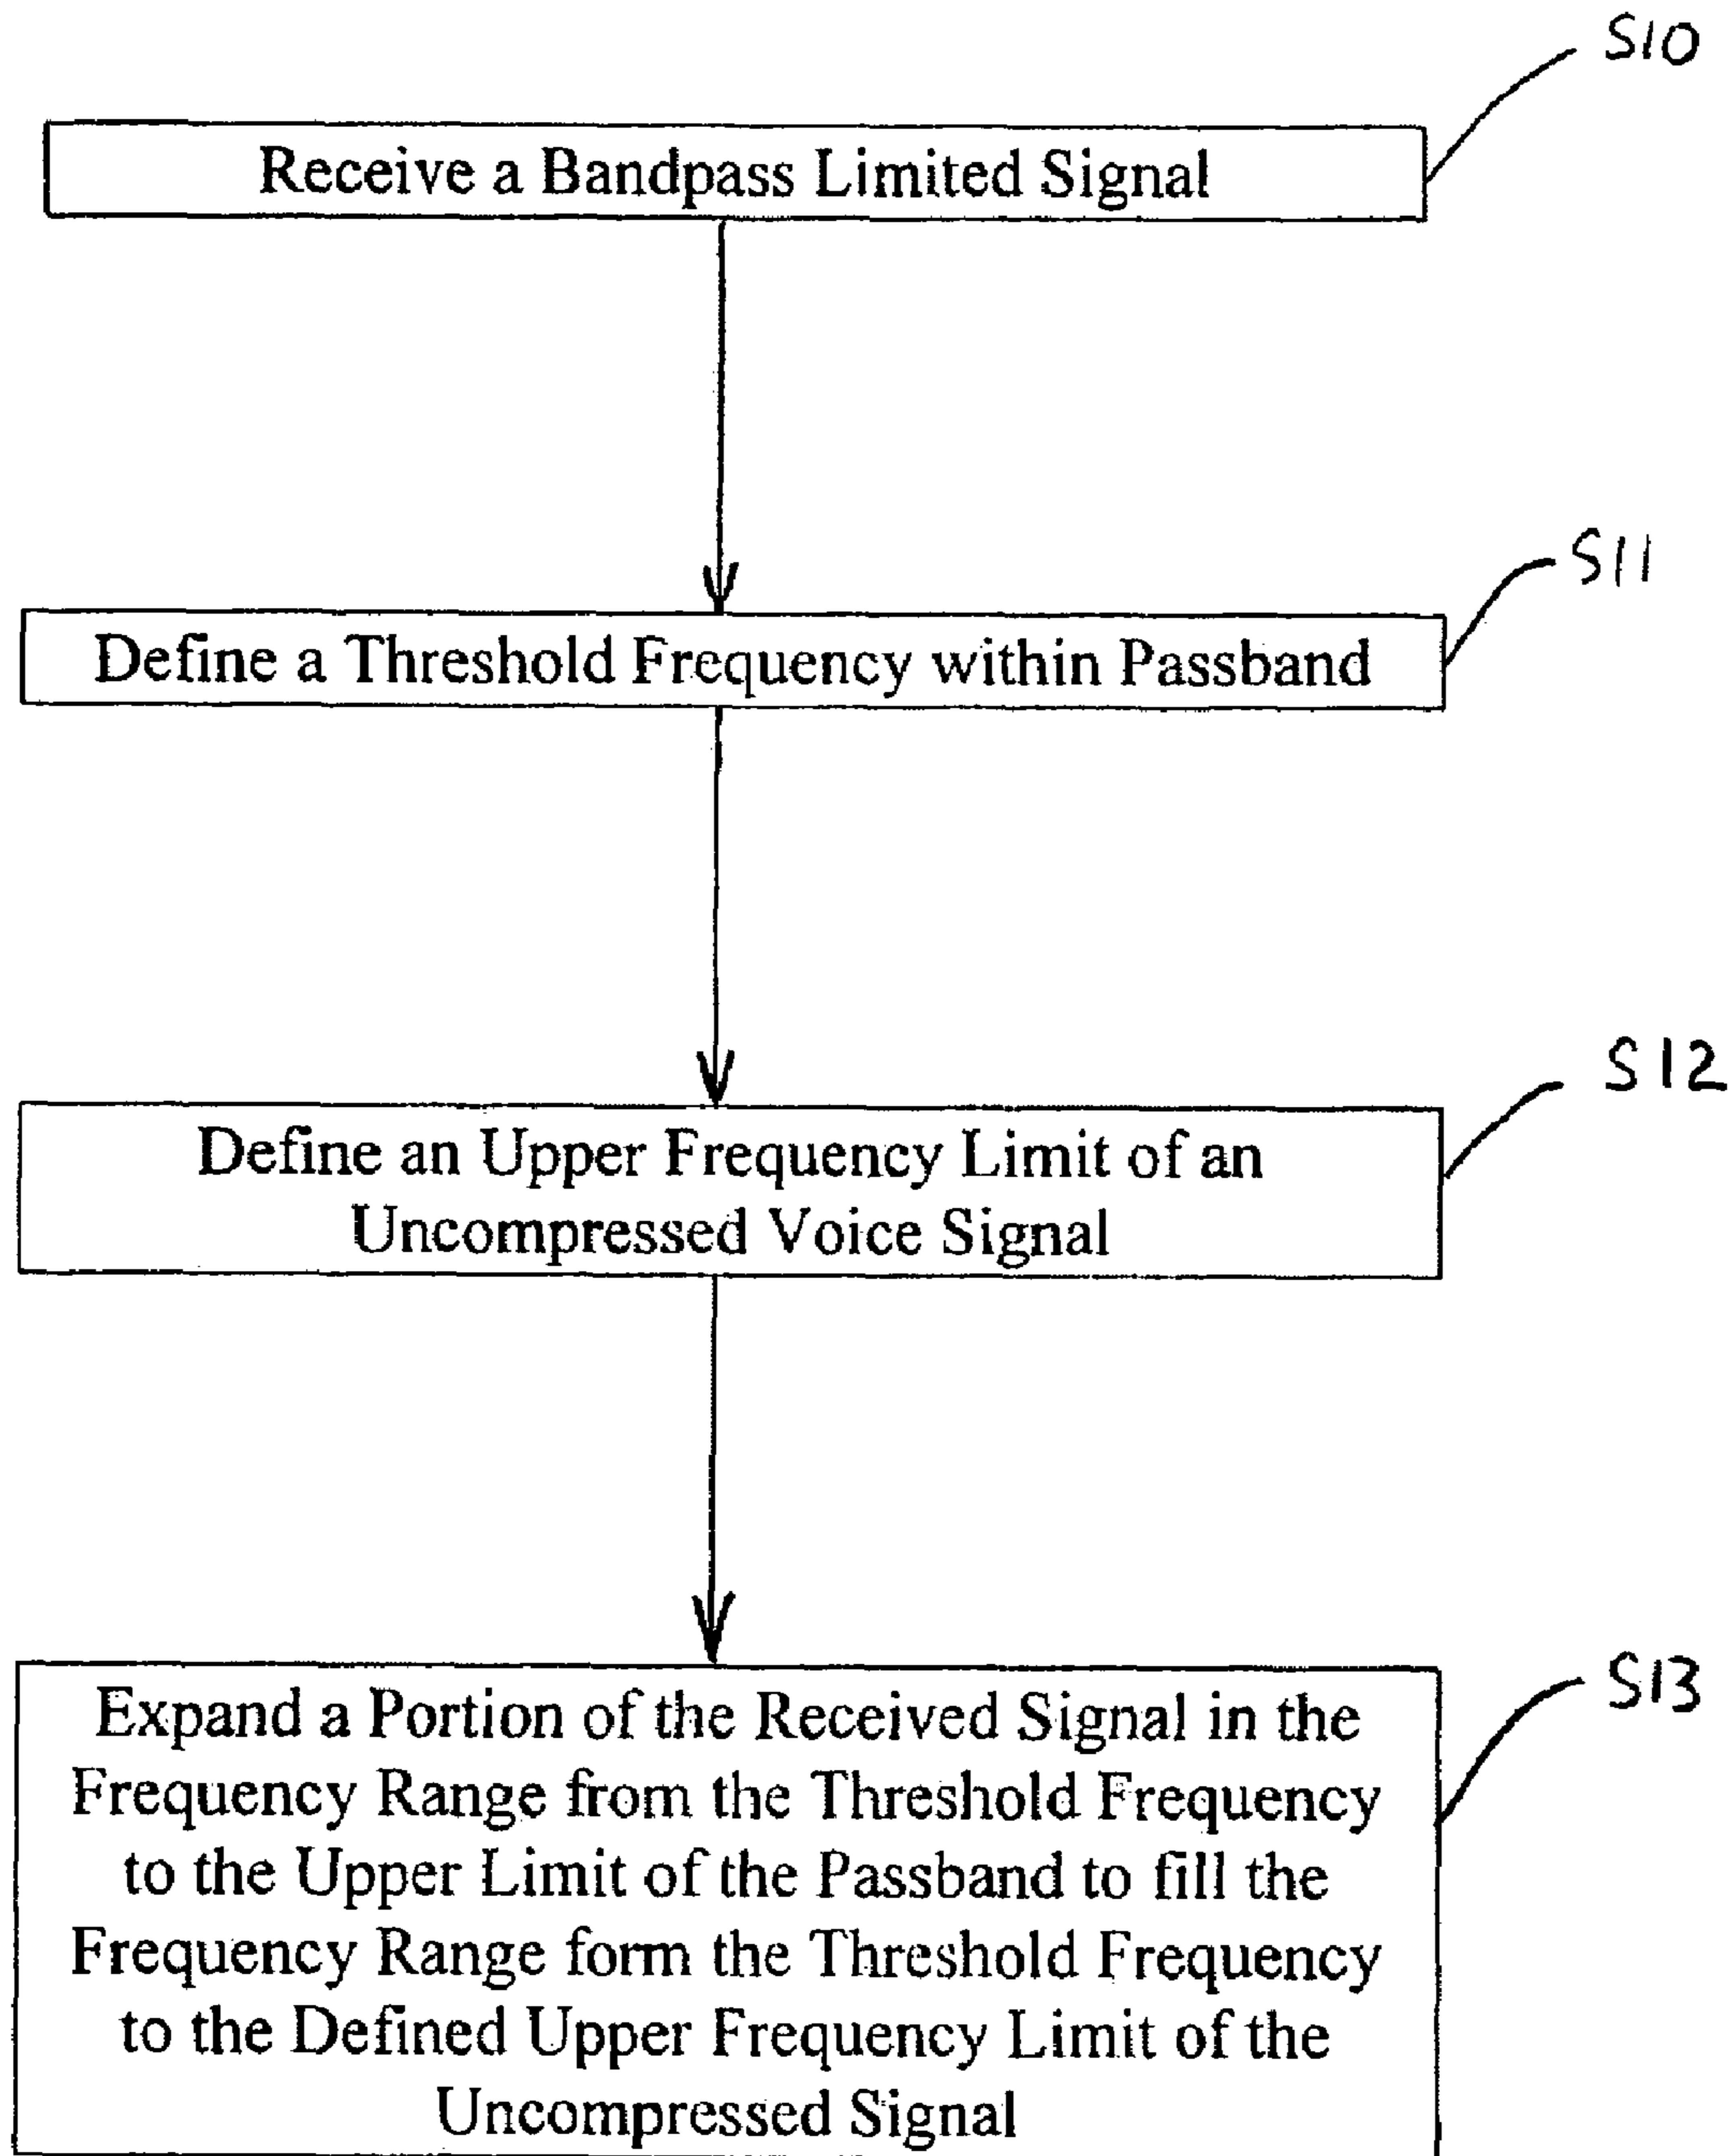 S10
Receive a Bandpass Limited Signal
S11
Define a Threshold Frequency within Passband
S12
Define an Upper Frequency Limit of an
Uncompressed Voice Signal
S13
Expand a Portion of the Received Signal in the
Frequency Range from the Threshold Frequency
to the Upper Limit of the Passband to fill the
Frequency Range form the Threshold Frequency
to the Defined Upper Frequency Limit of the
Uncompressed Signal